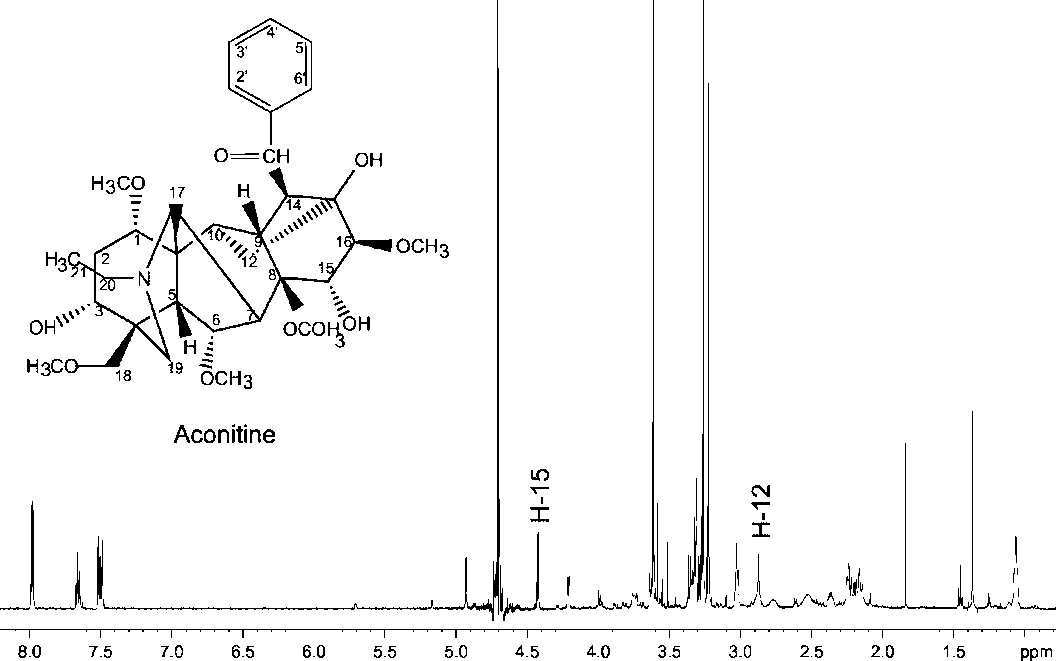 4'
3'
5'
2'
6'
O
CH
OH
H₃CO
17
H
14
1
10
9
16
OCH₃
2
12
H₃C
21
20
N
8
15
5
3
OH
6
7
OCOH₃
OH
H
H₃CO
18
19
OCH₃
Aconitine
H-15
H-12
8.0 7.5 7.0 6.5 6.0 5.5 5.0 4.5 4.0 3.5 3.0 2.5 2.0 1.5 ppm